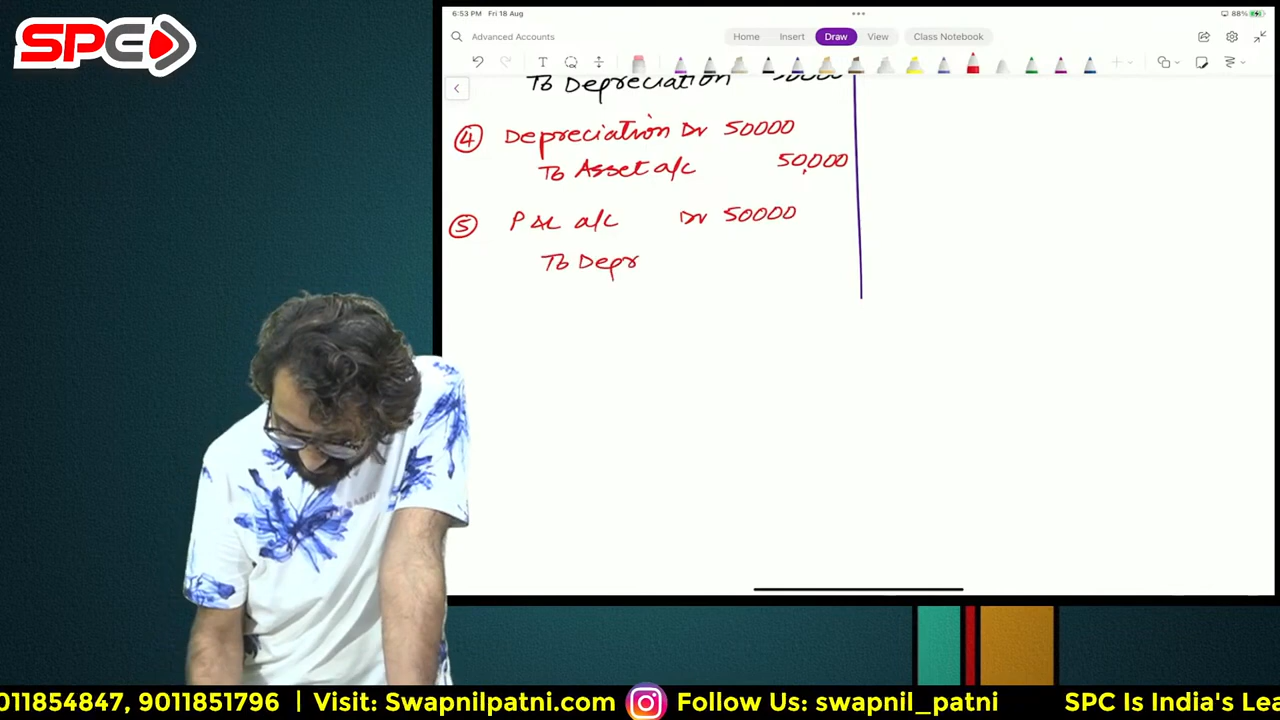 SPC
6:53 PM Fri 18 Aug
88%
Advanced Accounts
Home Insert Draw View Class Notebook
To Depreciation
④ Depreciation Dr 50000
To Asset a/c 50,000
⑤ P&L a/c Dr 50000
To Depr
011854847, 9011851796 | Visit: Swapnilpatni.com Follow Us: swapnil_patni SPC Is India's Lea